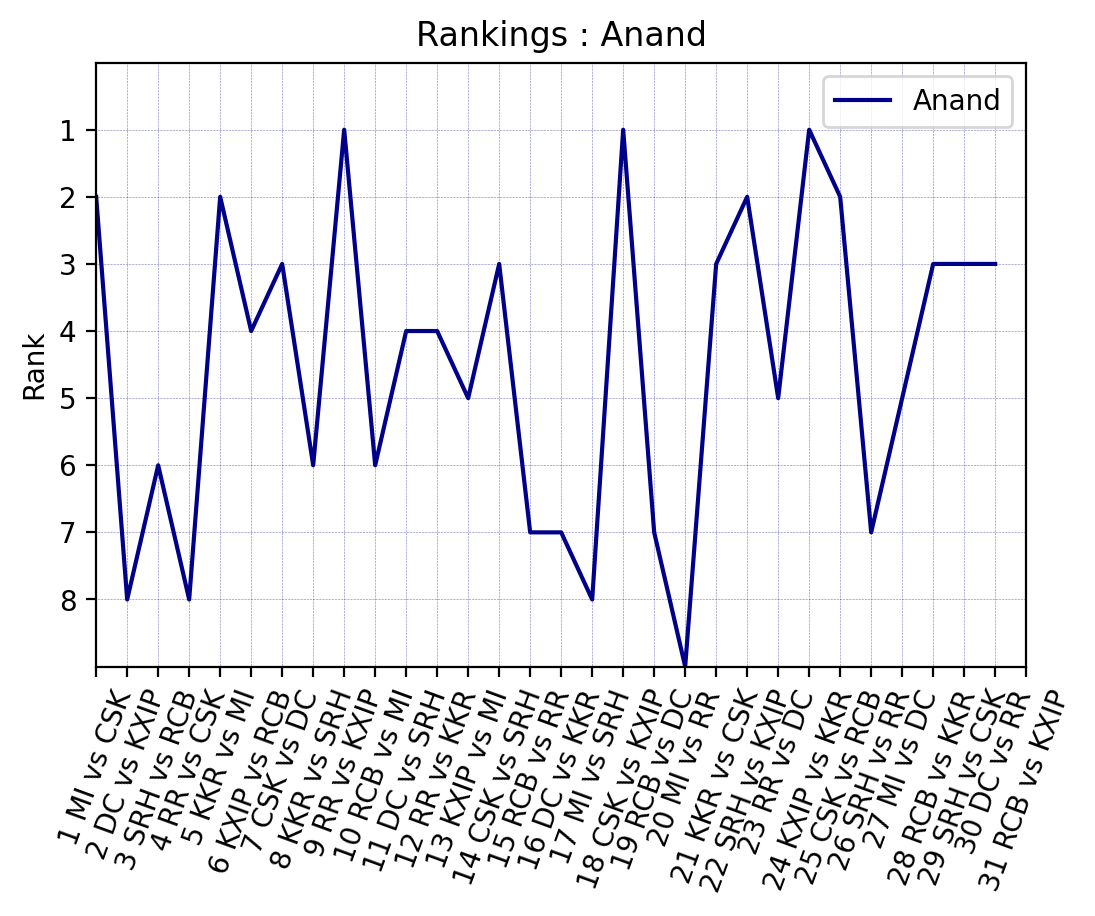 Rankings : Anand
Anand
Rank
1
2
3
4
5
6
7
8
1 MI vs CSK
2 DC vs KXIP
3 SRH vs RCB
4 RR vs CSK
5 KKR vs MI
6 KXIP vs RCB
7 CSK vs DC
8 KKR vs SRH
9 RR vs KXIP
10 RCB vs MI
11 DC vs SRH
12 RR vs KKR
13 KXIP vs MI
14 CSK vs SRH
15 RCB vs RR
16 DC vs KKR
17 MI vs SRH
18 CSK vs KXIP
19 RCB vs DC
20 MI vs RR
21 KKR vs CSK
22 SRH vs KXIP
23 RR vs DC
24 KXIP vs KKR
25 CSK vs RCB
26 SRH vs RR
27 MI vs DC
28 RCB vs KKR
29 SRH vs CSK
30 DC vs RR
31 RCB vs KXIP